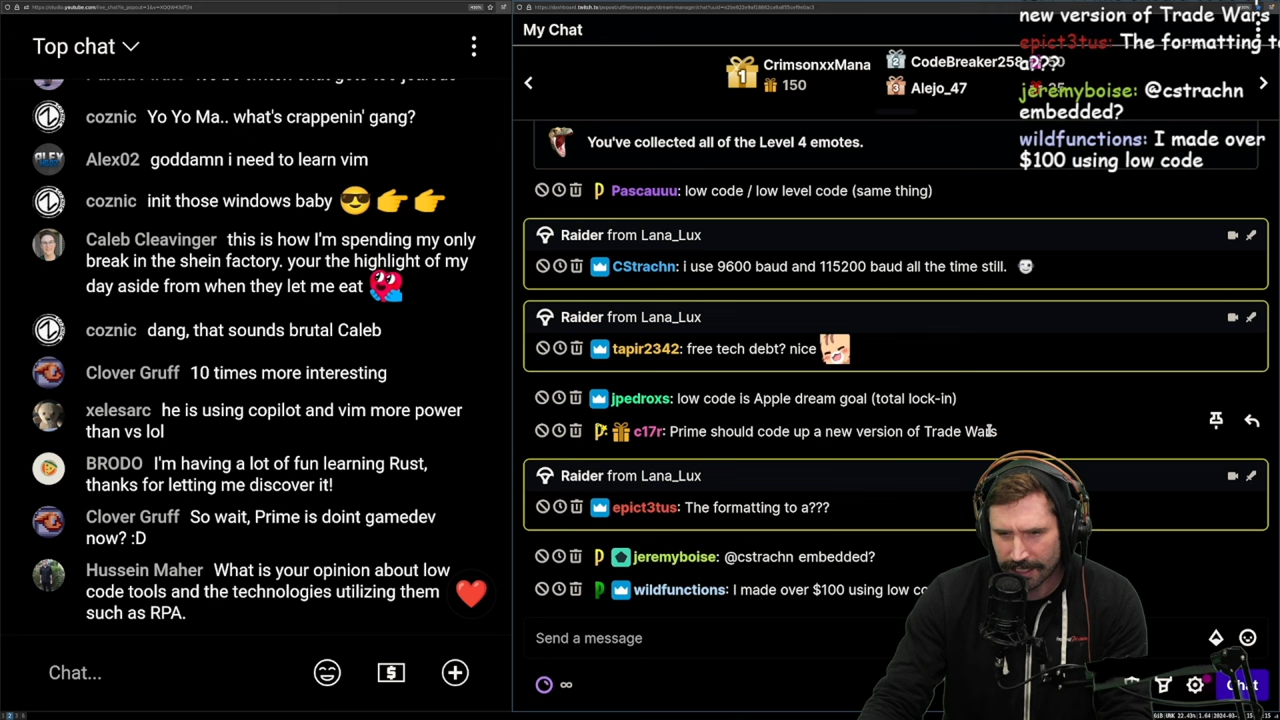 Top chat
coznic Yo Yo Ma.. what's crappenin' gang?
Alex02 goddamn i need to learn vim
coznic init those windows baby 😎 👉 👉
Caleb Cleavinger this is how I'm spending my only
break in the shein factory. your the highlight of my
day aside from when they let me eat
coznic dang, that sounds brutal Caleb
Clover Gruff 10 times more interesting
xelesarc he is using copilot and vim more power
than vs lol
BRODO I'm having a lot of fun learning Rust,
thanks for letting me discover it!
Clover Gruff So wait, Prime is doint gamedev
now? :D
Hussein Maher What is your opinion about low
code tools and the technologies utilizing them
such as RPA.
Chat...
My Chat
1 CrimsonxxMana
150
2 CodeBreaker258
3 Alejo_47
You've collected all of the Level 4 emotes.
Pascauuu: low code / low level code (same thing)
Raider from Lana_Lux
CStrachn: i use 9600 baud and 115200 baud all the time still.
Raider from Lana_Lux
tapir2342: free tech debt? nice
jpedroxs: low code is Apple dream goal (total lock-in)
c17r: Prime should code up a new version of Trade Wars
Raider from Lana_Lux
epict3tus: The formatting to a???
jeremyboise: @cstrachn embedded?
wildfunctions: I made over $100 using low
Send a message
Chat
new version of Trade Wars
epict3tus: The formatting to
a???
jeremyboise: @cstrachn
embedded?
wildfunctions: I made over
$100 using low code